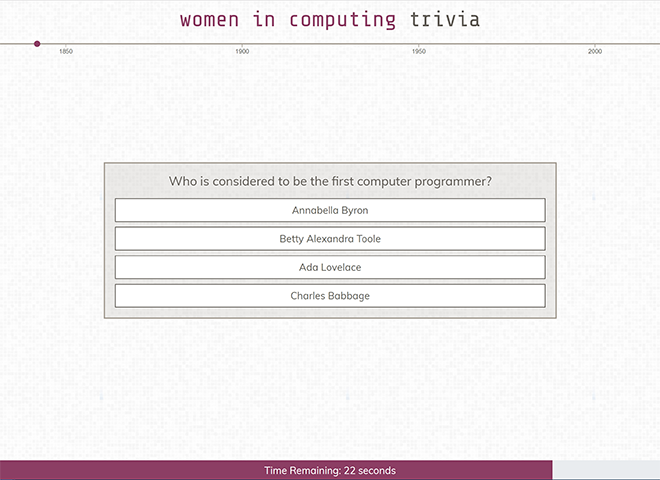 women in computing trivia
1850 1900 1950 2000
Who is considered to be the first computer programmer?
Annabella Byron
Betty Alexandra Toole
Ada Lovelace
Charles Babbage
Time Remaining: 22 seconds